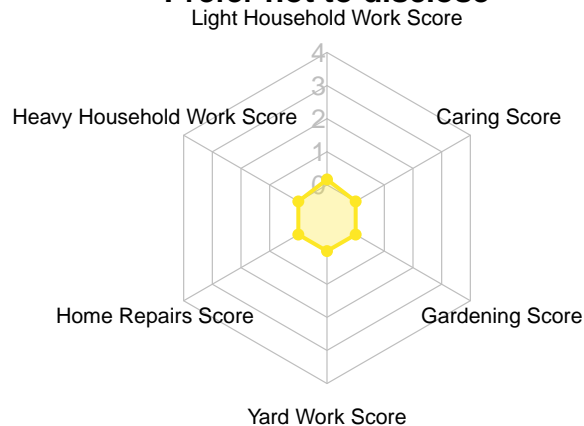 Prefer not to disclose
Light Household Work Score
4
3
2
1
0
Heavy Household Work Score
Caring Score
Home Repairs Score
Gardening Score
Yard Work Score